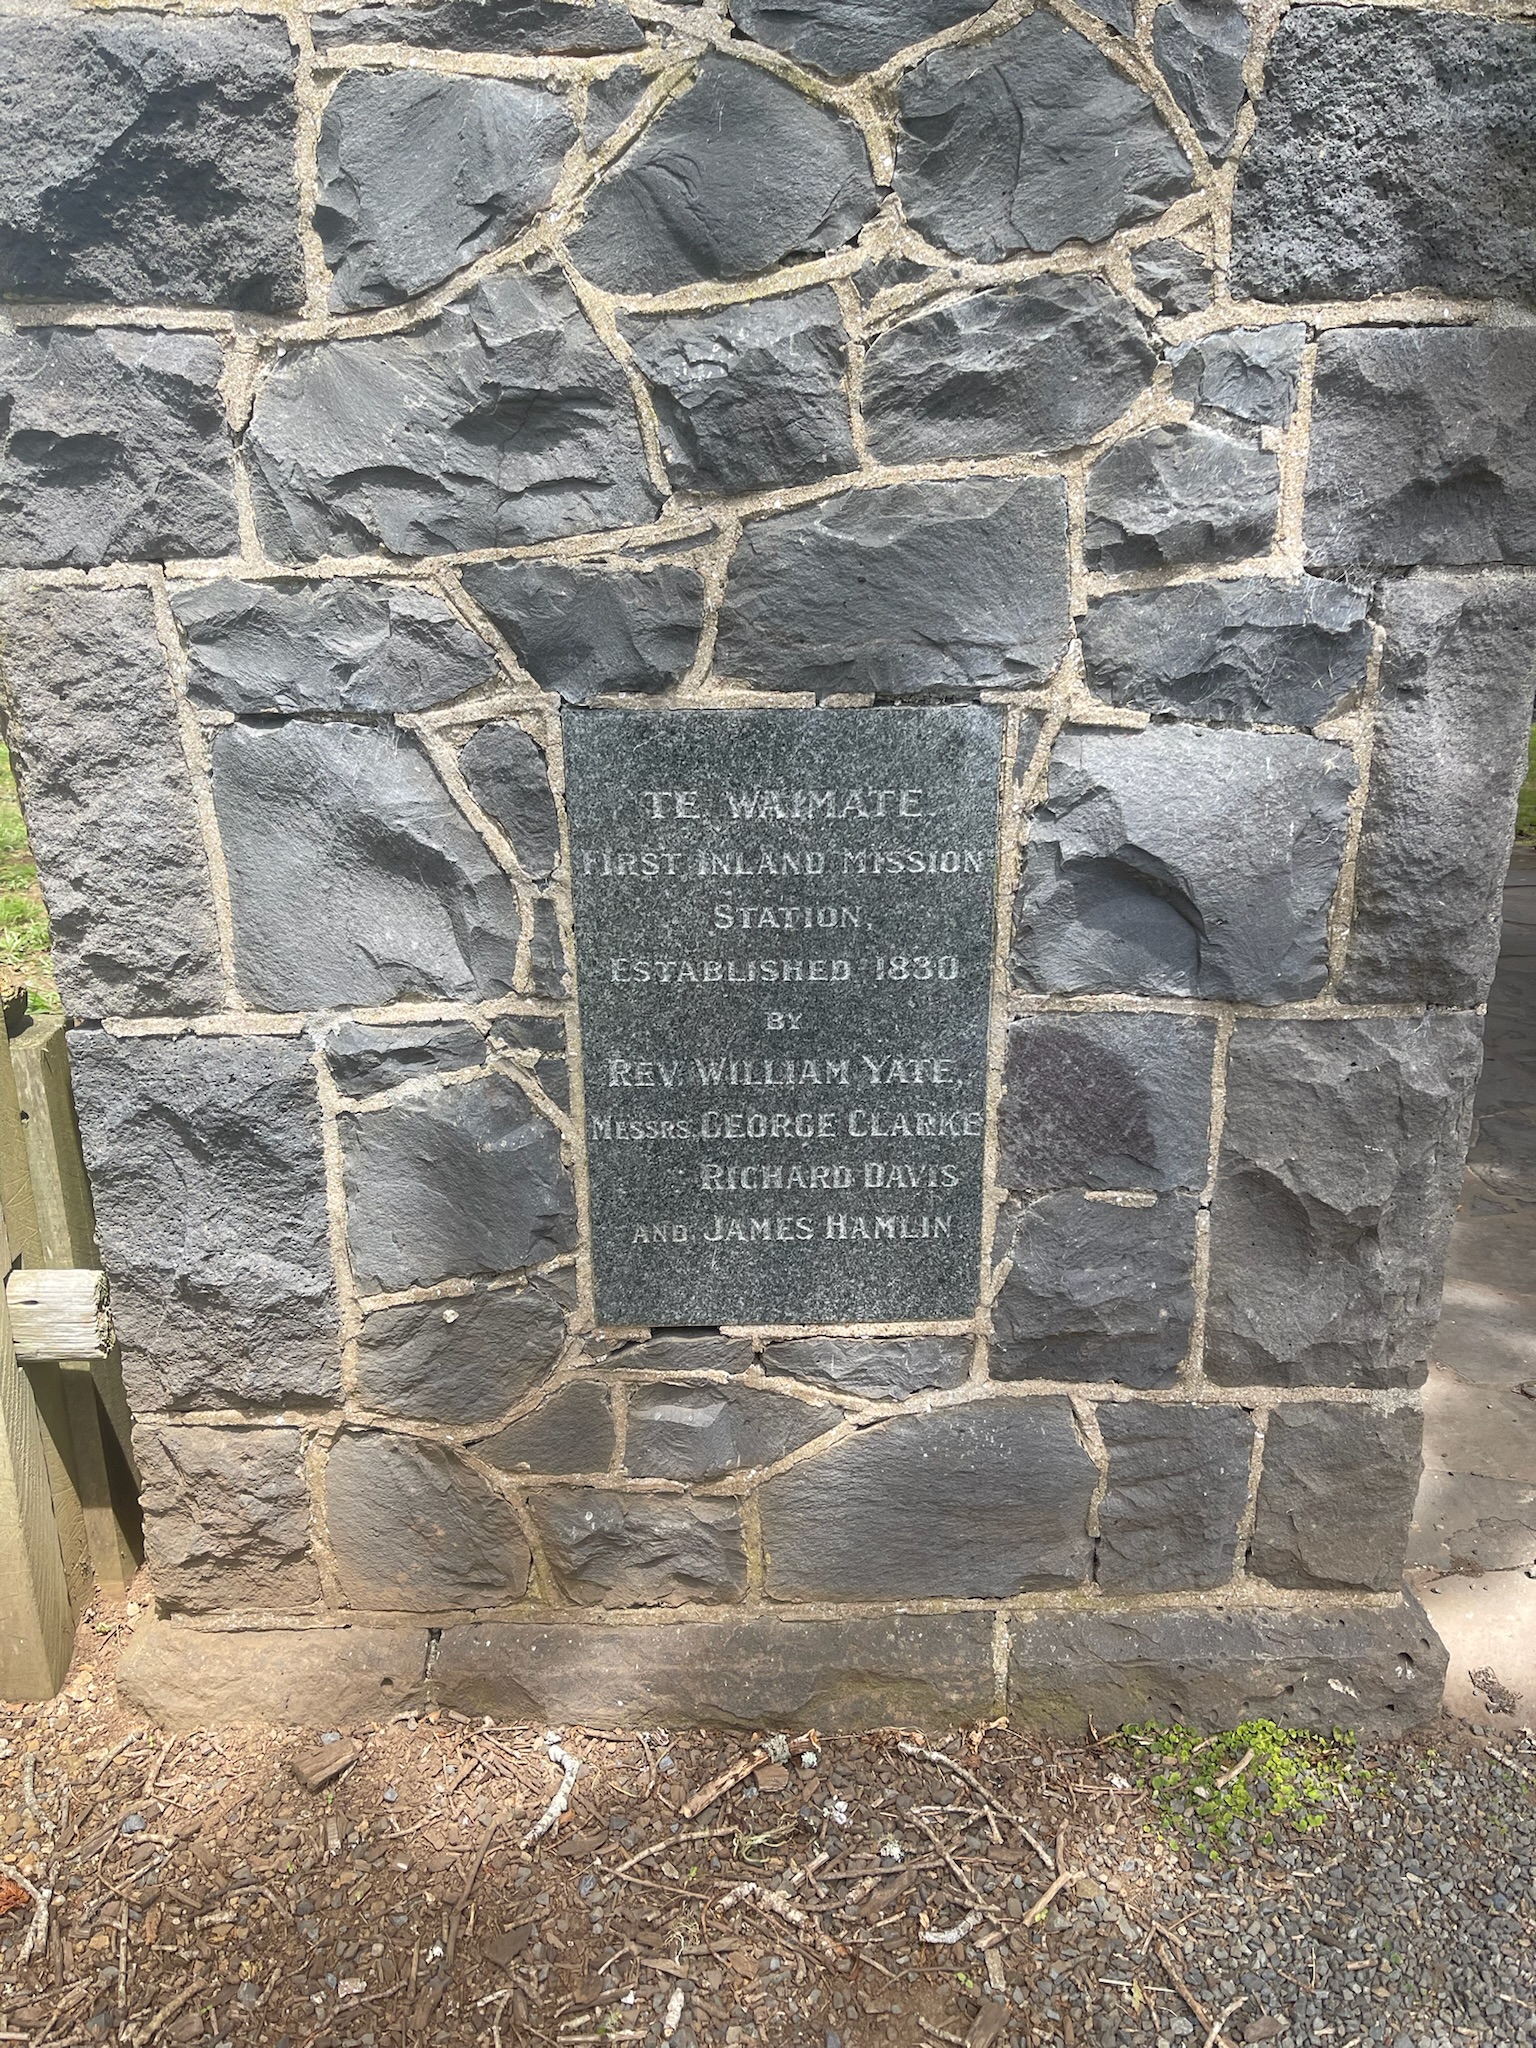 TE WAIMATE.
FIRST INLAND MISSION
STATION,
ESTABLISHED 1830
BY
REV. WILLIAM YATE,
MESSRS. GEORGE CLARKE
RICHARD DAVIS
AND JAMES HAMLIN.